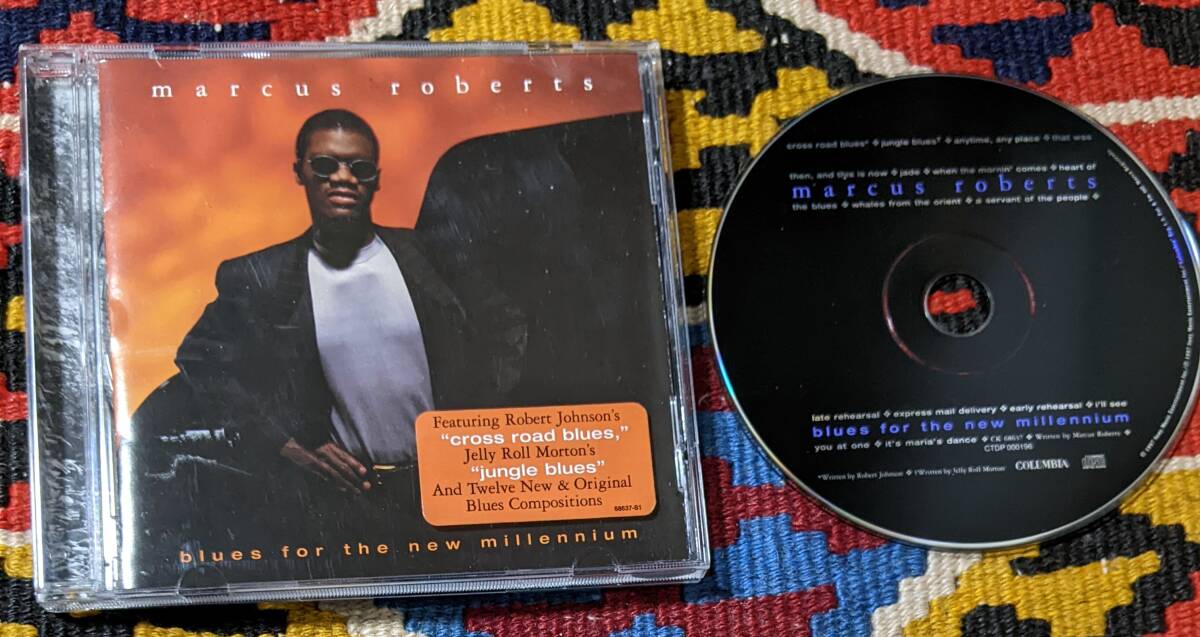 marcus roberts
Featuring Robert Johnson's
"cross road blues,"
Jelly Roll Morton's
"jungle blues"
And Twelve New & Original
Blues Compositions
68637-S1
blues for the new millennium
cross road blues* ❖ jungle blues† ❖ anytime, any place ❖ that was
then, and this is now ❖ jade ❖ when the mornin' comes ❖ heart of
marcus roberts
the blues ❖ whales from the orient ❖ a servant of the people ❖
late rehearsal ❖ express mail delivery ❖ early rehearsal ❖ i'll see
blues for the new millennium
you at one ❖ it's maria's dance ❖ CK 68637 ❖ Written by Marcus Roberts ❖
CTDP 000196
*Written by Robert Johnson ❖ †Written by Jelly Roll Morton COLUMBIA